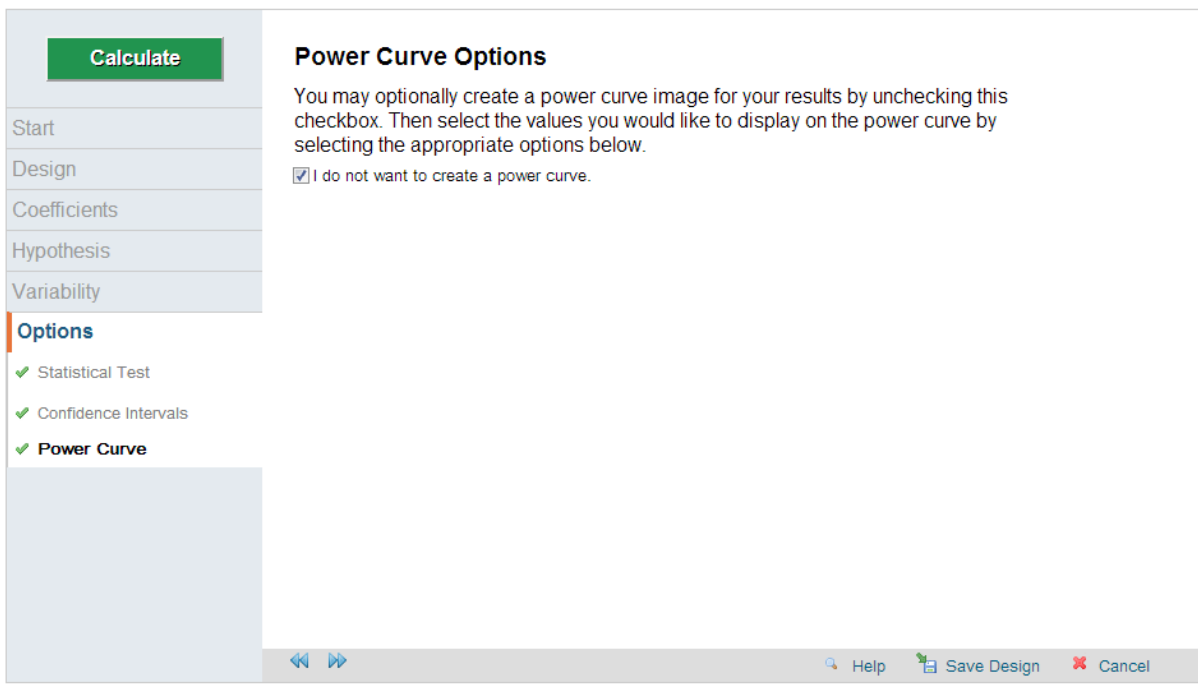 Calculate
Start
Design
Coefficients
Hypothesis
Variability
Options
Statistical Test
Confidence Intervals
Power Curve
Power Curve Options
You may optionally create a power curve image for your results by unchecking this
checkbox. Then select the values you would like to display on the power curve by
selecting the appropriate options below.
I do not want to create a power curve.
Help
Save Design
Cancel